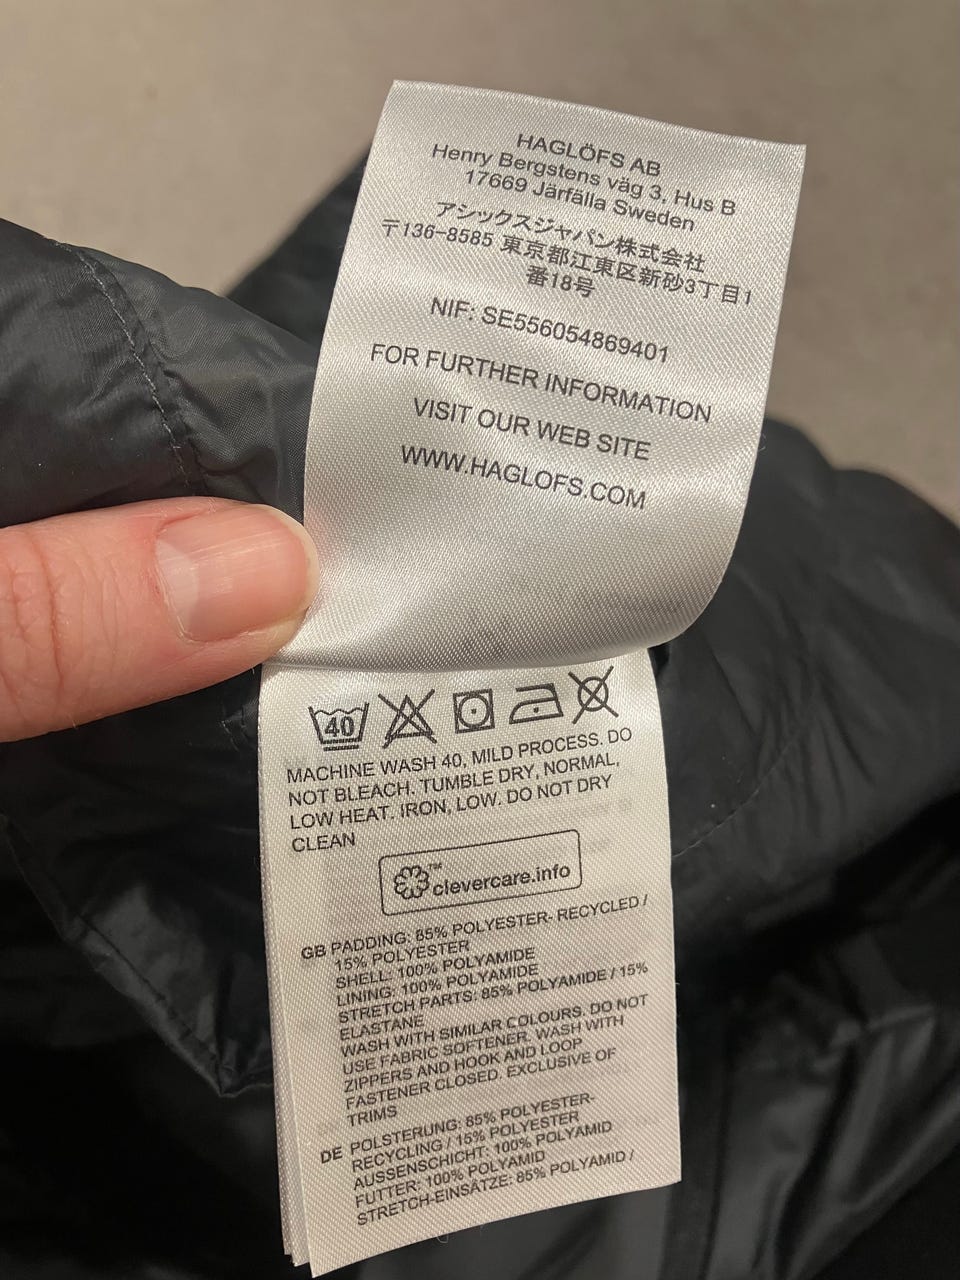 HAGLÖFS AB
Henry Bergstens väg 3, Hus B
17669 Järfälla Sweden
アシックスジャパン株式会社
〒136-8585 東京都江東区新砂3丁目1
番18号
NIF: SE556054869401
FOR FURTHER INFORMATION
VISIT OUR WEB SITE
WWW.HAGLOFS.COM
40
MACHINE WASH 40, MILD PROCESS. DO
NOT BLEACH. TUMBLE DRY, NORMAL,
LOW HEAT. IRON, LOW. DO NOT DRY
CLEAN
™ clevercare.info
GB PADDING: 85% POLYESTER- RECYCLED /
15% POLYESTER
SHELL: 100% POLYAMIDE
LINING: 100% POLYAMIDE
STRETCH PARTS: 85% POLYAMIDE / 15%
ELASTANE
WASH WITH SIMILAR COLOURS. DO NOT
USE FABRIC SOFTENER. WASH WITH
ZIPPERS AND HOOK AND LOOP
FASTENER CLOSED. EXCLUSIVE OF
TRIMS
DE POLSTERUNG: 85% POLYESTER-
RECYCLING / 15% POLYESTER
AUSSENSCHICHT: 100% POLYAMID
FUTTER: 100% POLYAMID
STRETCH-EINSÄTZE: 85% POLYAMID /